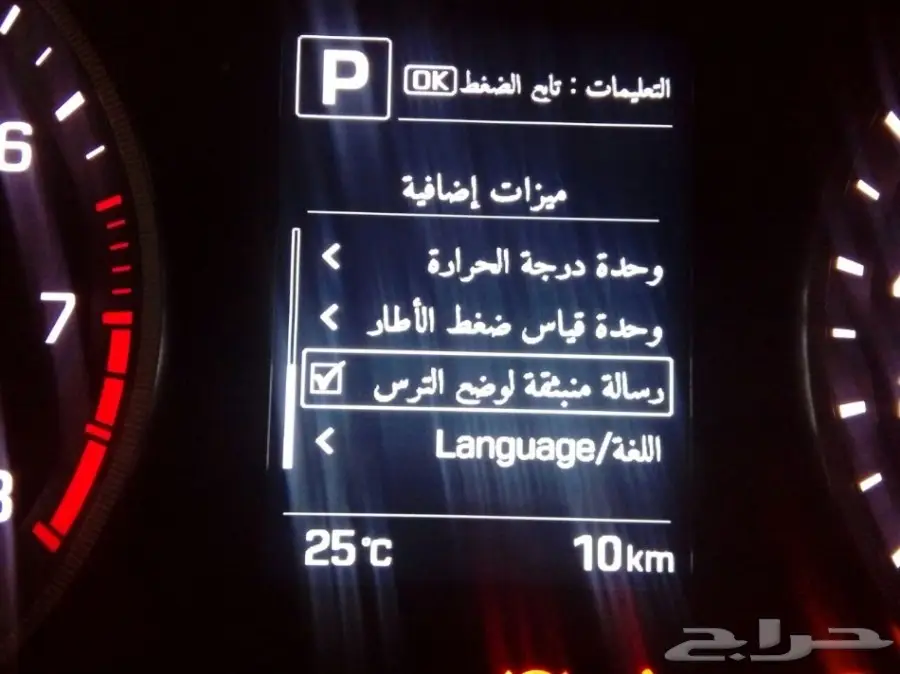 P
التعليمات : تابع الضغط OK
ميزات إضافية
وحدة درجة الحرارة
وحدة قياس ضغط الأطار
رسالة منبثقة لوضع الترس
اللغة/Language
25°C
10km
6
7
8
حراج